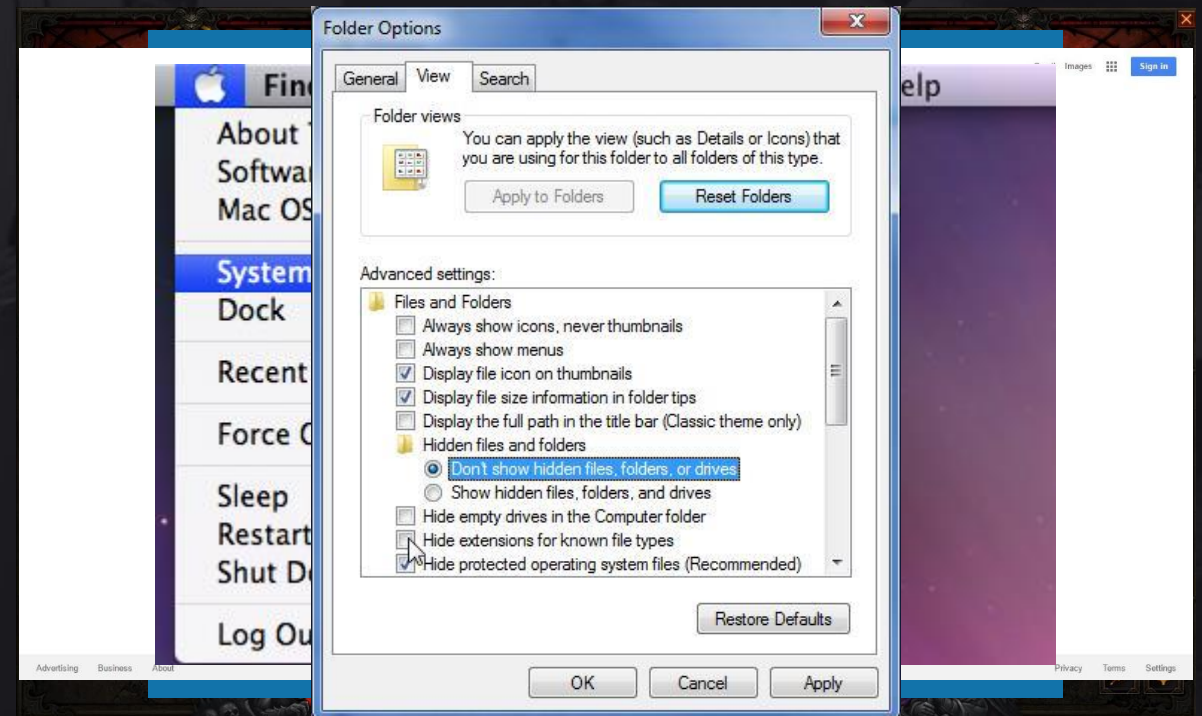 Folder Options
General View Search
Folder views
You can apply the view (such as Details or Icons) that
you are using for this folder to all folders of this type.
Apply to Folders Reset Folders
Advanced settings:
Files and Folders
Always show icons, never thumbnails
Always show menus
Display file icon on thumbnails
Display file size information in folder tips
Display the full path in the title bar (Classic theme only)
Hidden files and folders
Don't show hidden files, folders, or drives
Show hidden files, folders, and drives
Hide empty drives in the Computer folder
Hide extensions for known file types
Hide protected operating system files (Recommended)
Restore Defaults
OK Cancel Apply
Fin
elp
About
Softwa
Mac OS
System
Dock
Recent
Force
Sleep
Restart
Shut D
Log Ou
Images Sign in
Advertising Business About
Privacy Terms Settings